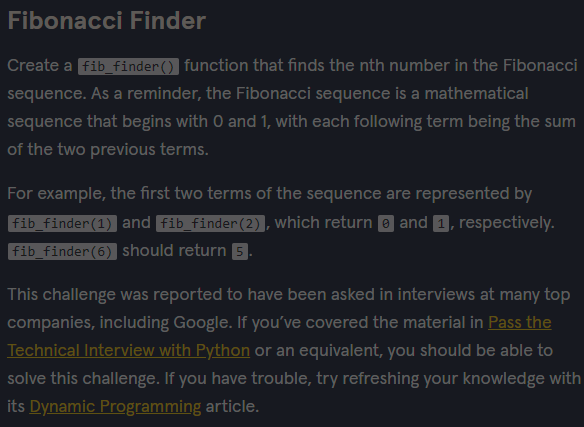 Fibonacci Finder
Create a fib_finder() function that finds the nth number in the Fibonacci
sequence. As a reminder, the Fibonacci sequence is a mathematical
sequence that begins with 0 and 1, with each following term being the sum
of the two previous terms.
For example, the first two terms of the sequence are represented by
fib_finder(1) and fib_finder(2), which return 0 and 1, respectively.
fib_finder(6) should return 5.
This challenge was reported to have been asked in interviews at many top
companies, including Google. If you’ve covered the material in Pass the
Technical Interview with Python or an equivalent, you should be able to
solve this challenge. If you have trouble, try refreshing your knowledge with
its Dynamic Programming article.